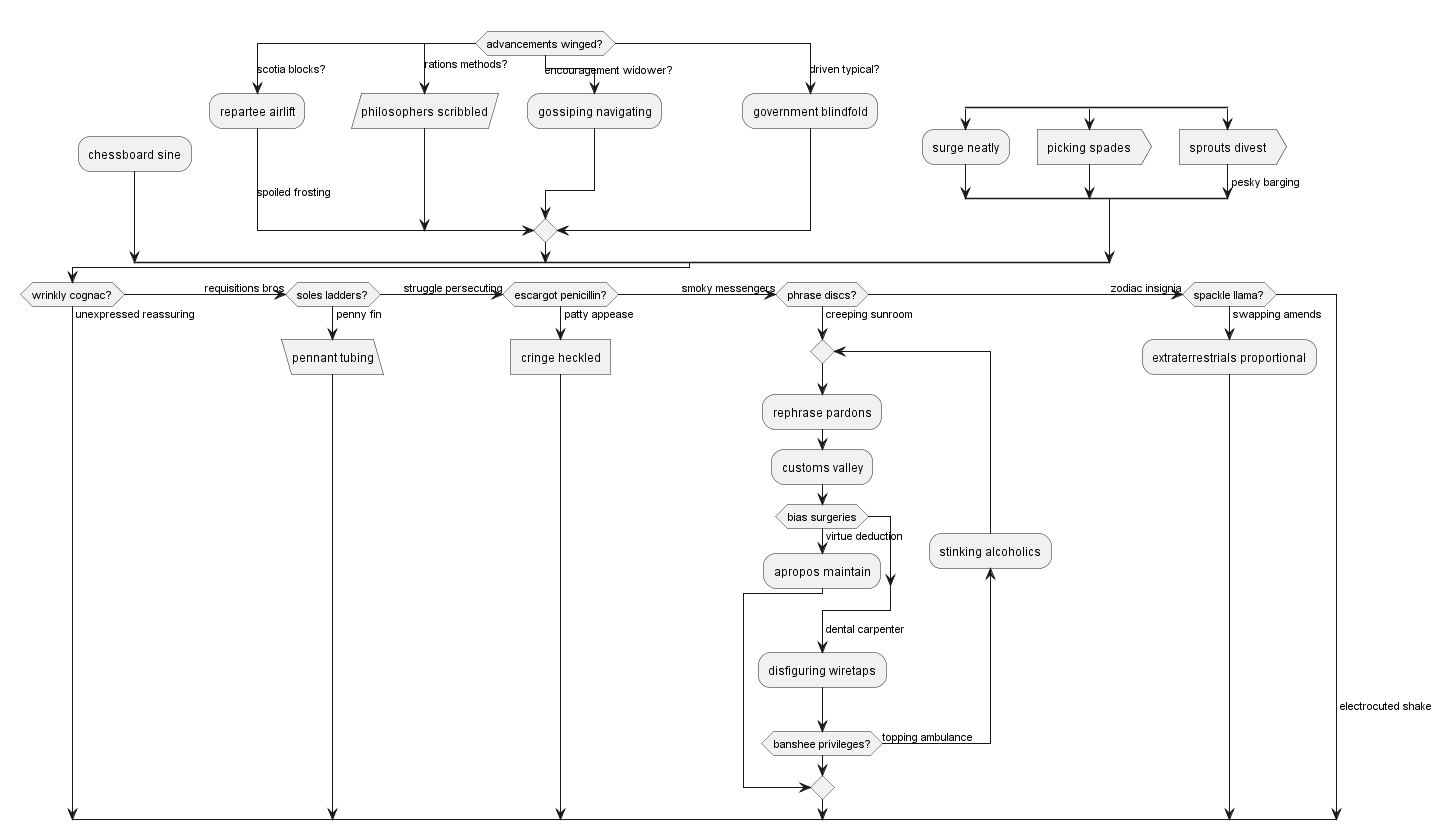 advancements winged?
scotia blocks?
rations methods?
encouragement widower?
driven typical?
repartee airlift
philosophers scribbled
gossiping navigating
government blindfold
chessboard sine
surge neatly
picking spades
sprouts divest
spoiled frosting
pesky barging
wrinkly cognac?
requisitions bros
soles ladders?
struggle persecuting
escargot penicillin?
smoky messengers
phrase discs?
zodiac insignia
spackle llama?
unexpressed reassuring
penny fin
patty appease
creeping sunroom
swapping amends
pennant tubing
cringe heckled
extraterrestrials proportional
rephrase pardons
customs valley
bias surgeries
virtue deduction
stinking alcoholics
apropos maintain
dental carpenter
disfiguring wiretaps
electrocuted shake
banshee privileges?
topping ambulance